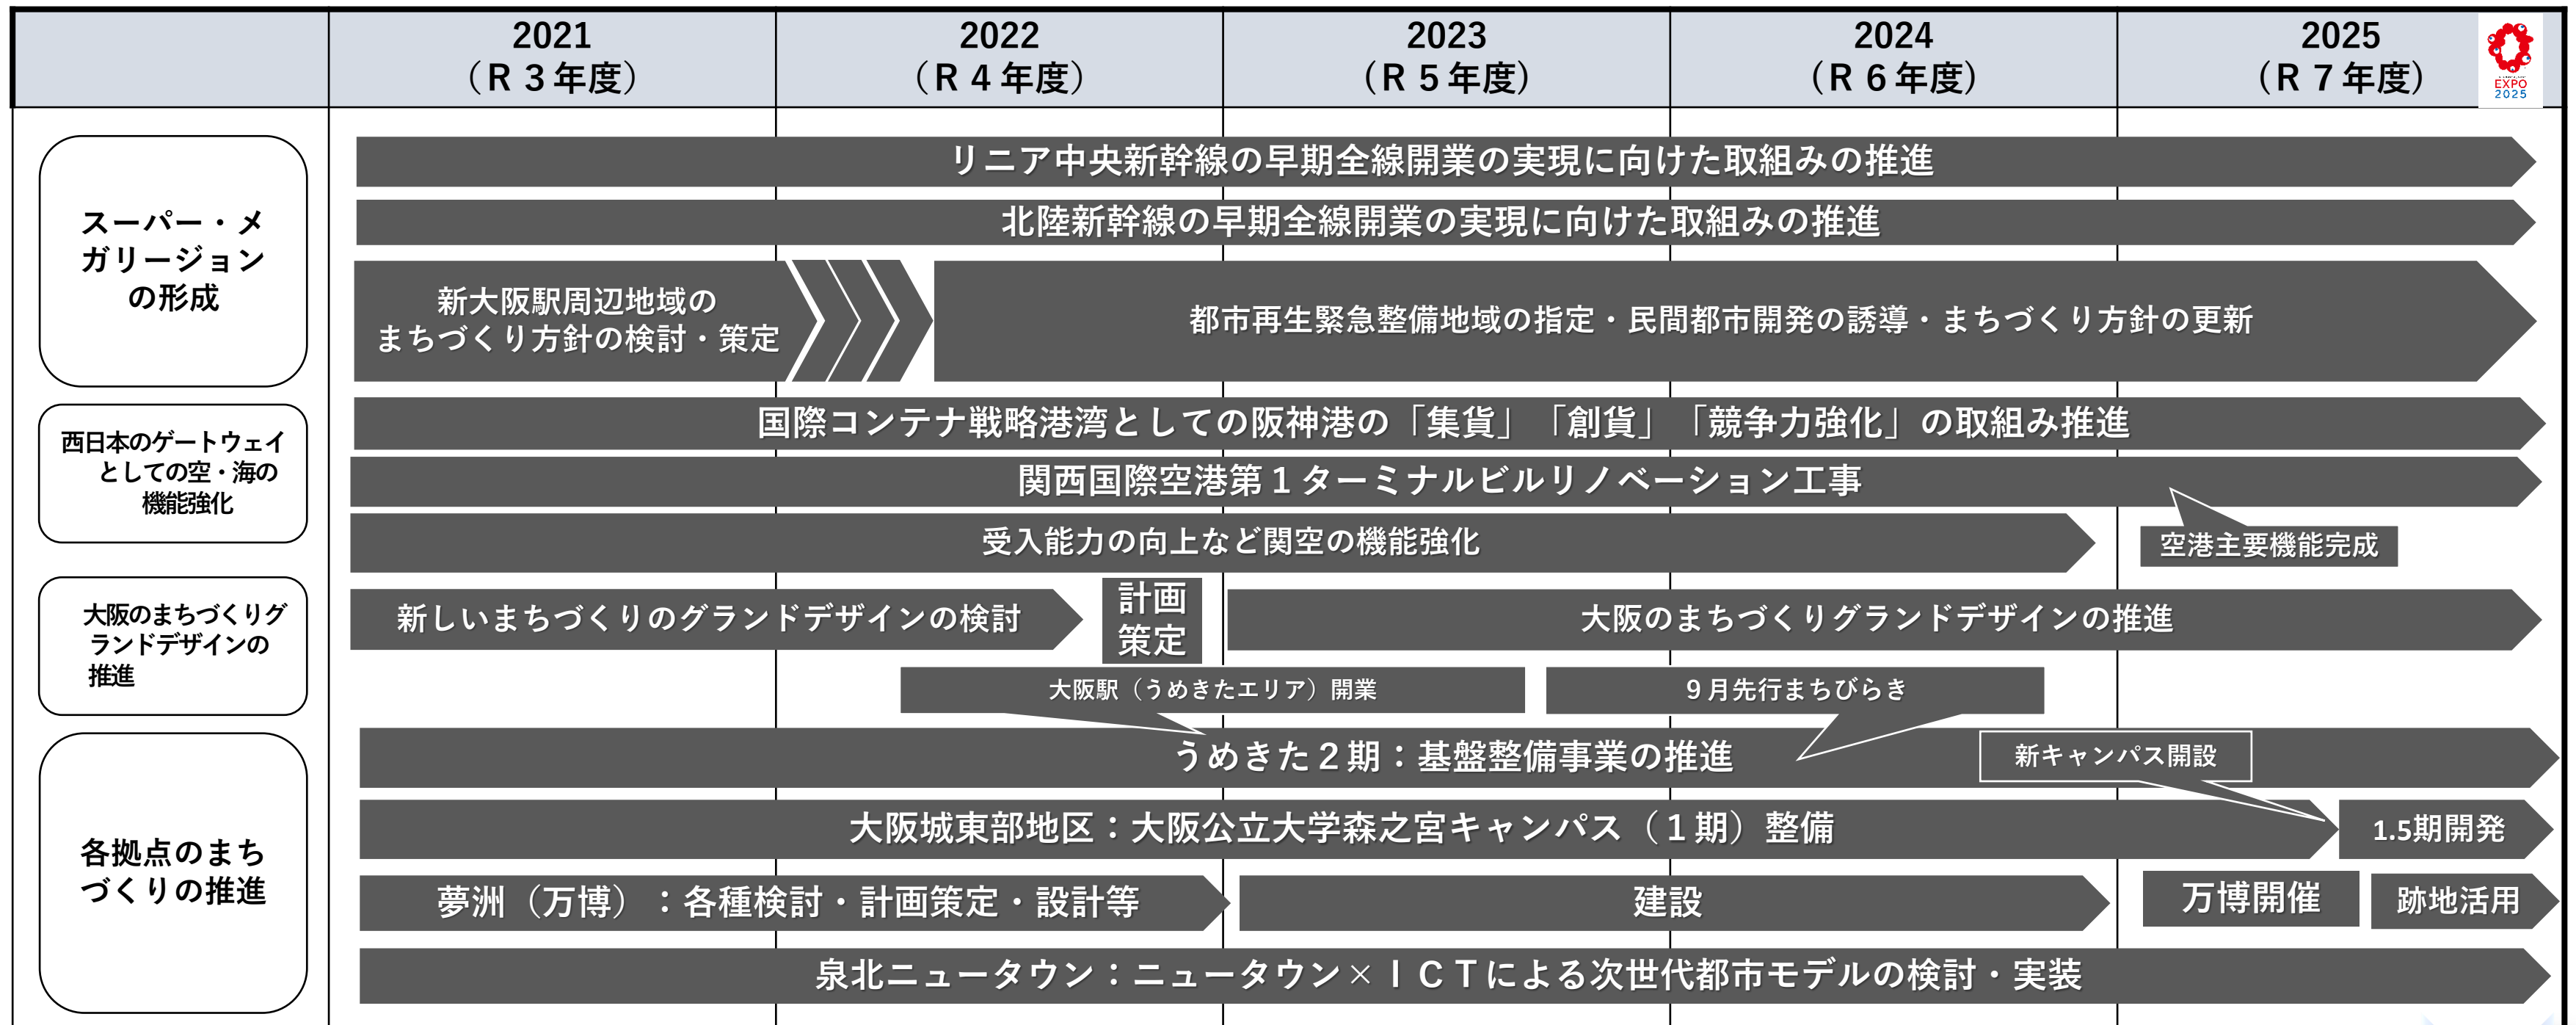 2021
（R３年度）
2022
（R４年度）
2023
（R５年度）
2024
（R６年度）
2025
（R７年度）
EXPO
2025
スーパー・メ
ガリージョン
の形成
リニア中央新幹線の早期全線開業の実現に向けた取組みの推進
北陸新幹線の早期全線開業の実現に向けた取組みの推進
新大阪駅周辺地域の
まちづくり方針の検討・策定
都市再生緊急整備地域の指定・民間都市開発の誘導・まちづくり方針の更新
西日本のゲートウェイ
としての空・海の
機能強化
国際コンテナ戦略港湾としての阪神港の「集貨」「創貨」「競争力強化」の取組み推進
関西国際空港第１ターミナルビルリノベーション工事
受入能力の向上など関空の機能強化
空港主要機能完成
大阪のまちづくりグ
ランドデザインの
推進
新しいまちづくりのグランドデザインの検討
計画
策定
大阪のまちづくりグランドデザインの推進
大阪駅（うめきたエリア）開業
９月先行まちびらき
各拠点のまち
づくりの推進
うめきた２期：基盤整備事業の推進
新キャンパス開設
大阪城東部地区：大阪公立大学森之宮キャンパス（１期）整備
1.5期開発
夢洲（万博）：各種検討・計画策定・設計等
建設
万博開催
跡地活用
泉北ニュータウン：ニュータウン×ＩＣＴによる次世代都市モデルの検討・実装